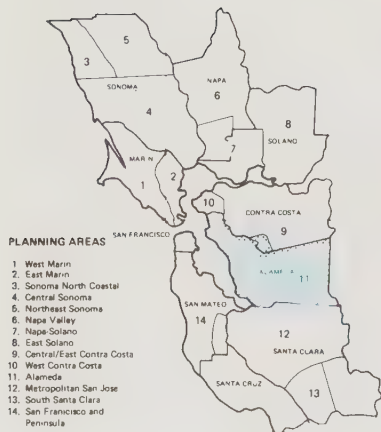 5
3
SONOMA
4
NAPA
6
8
SOLANO
7
MARIN
2
1
10
CONTRA COSTA
9
SAN FRANCISCO
ALAMEDA
11
SAN MATEO
14
12
SANTA CLARA
SANTA CRUZ
13
PLANNING AREAS
1 West Marin
2. East Marin
3. Sonoma North Coastal
4. Central Sonoma
5. Northeast Sonoma
6. Napa Valley
7. Napa-Solano
8. East Solano
9. Central/East Contra Costa
10 West Contra Costa
11. Alameda
12. Metropolitan San Jose
13. South Santa Clara
14. San Francisco and
Peninsula